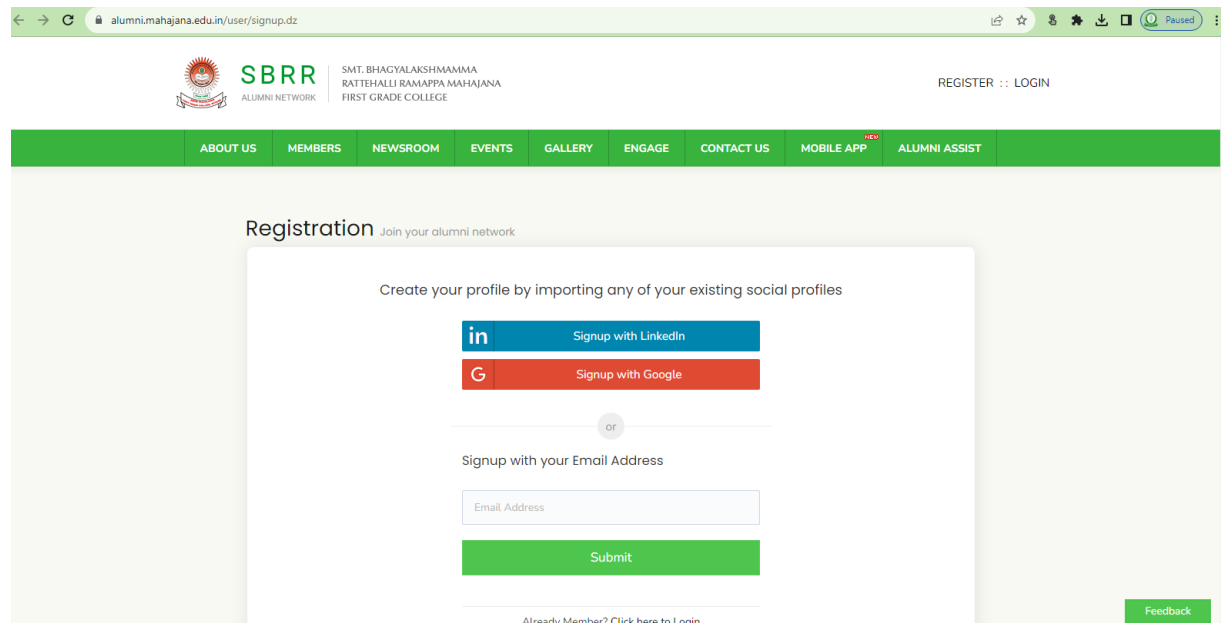 alumni.mahajana.edu.in/user/signup.dz
Paused
SBRR
ALUMNI NETWORK
SMT. BHAGYALAKSHMAMMA
RATTEHALLI RAMAPPA MAHAJANA
FIRST GRADE COLLEGE
REGISTER :: LOGIN
ABOUT US MEMBERS NEWSROOM EVENTS GALLERY ENGAGE CONTACT US MOBILE APP NEW ALUMNI ASSIST
Registration Join your alumni network
Create your profile by importing any of your existing social profiles
in Signup with LinkedIn
G Signup with Google
or
Signup with your Email Address
Email Address
Submit
Already Member? Click here to Login
Feedback